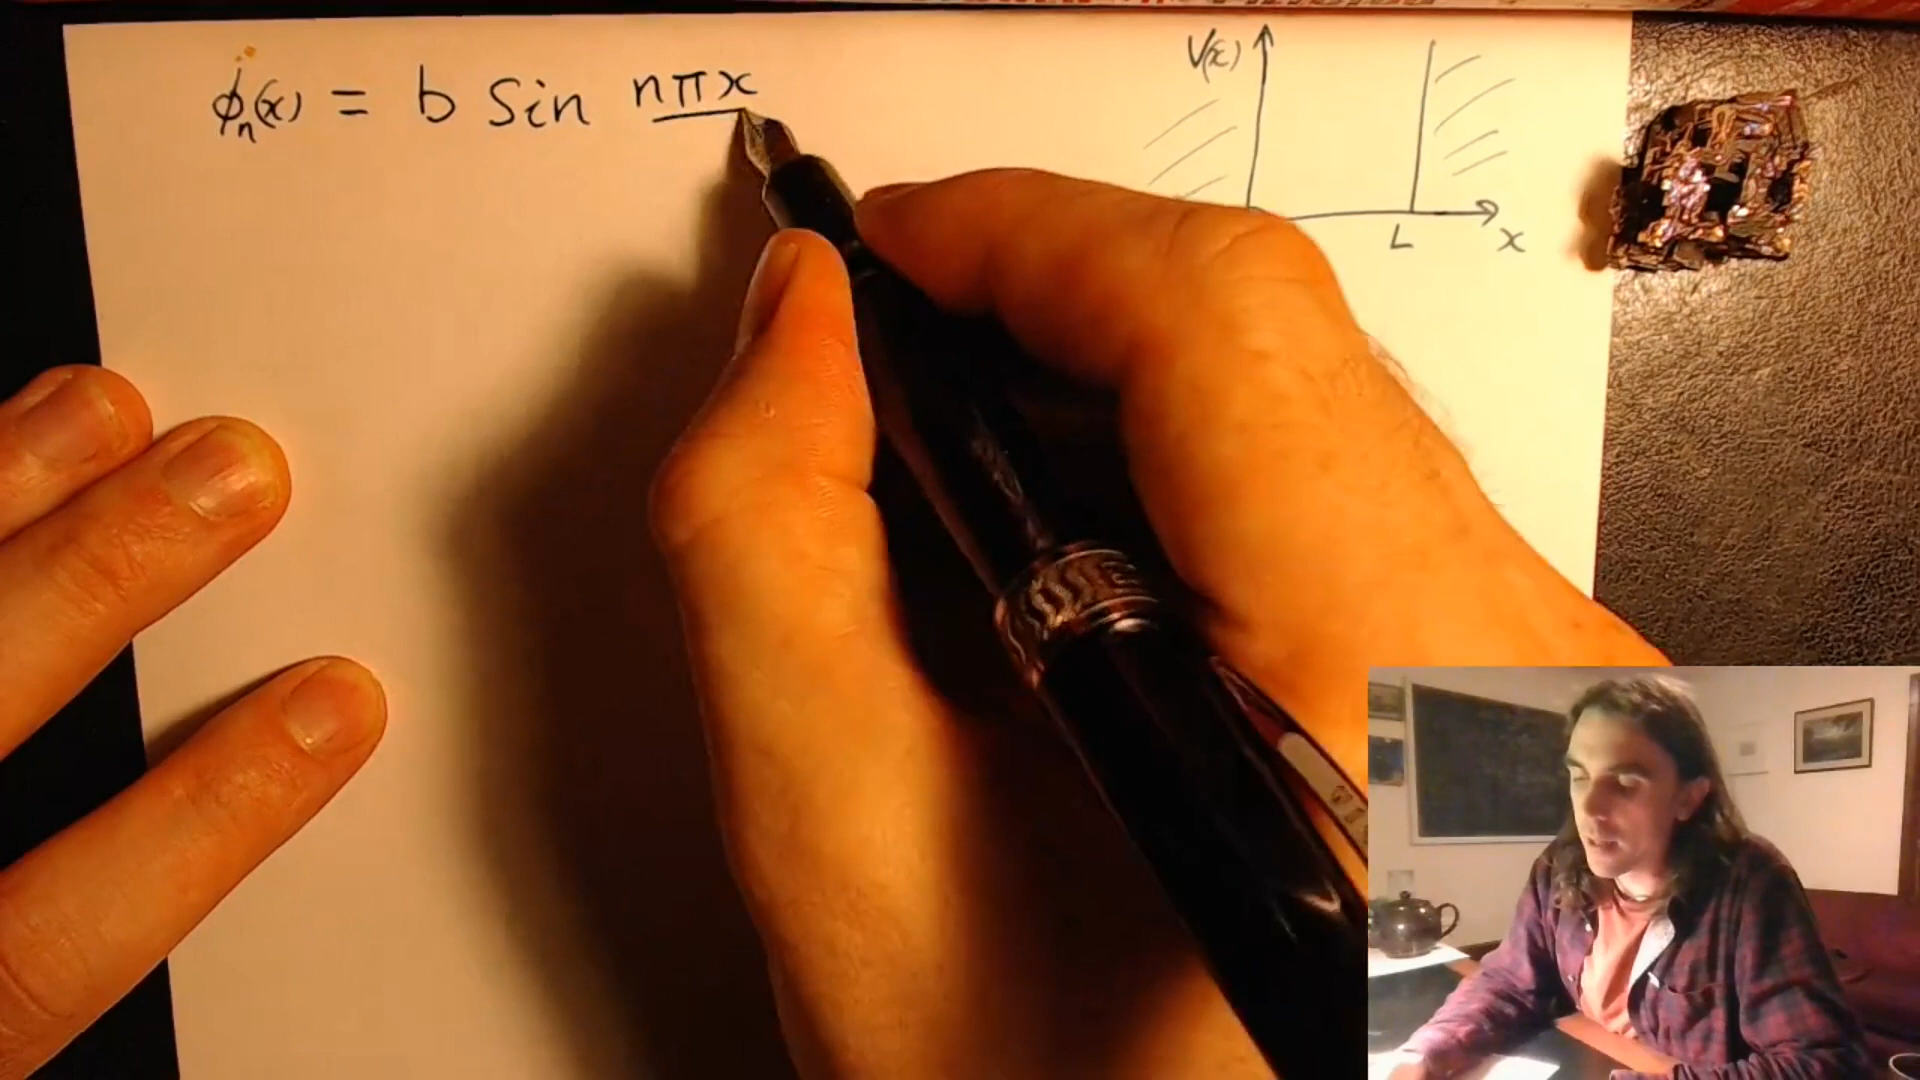 ϕₙ(x) = b Sin nπx
V(x)
L
x